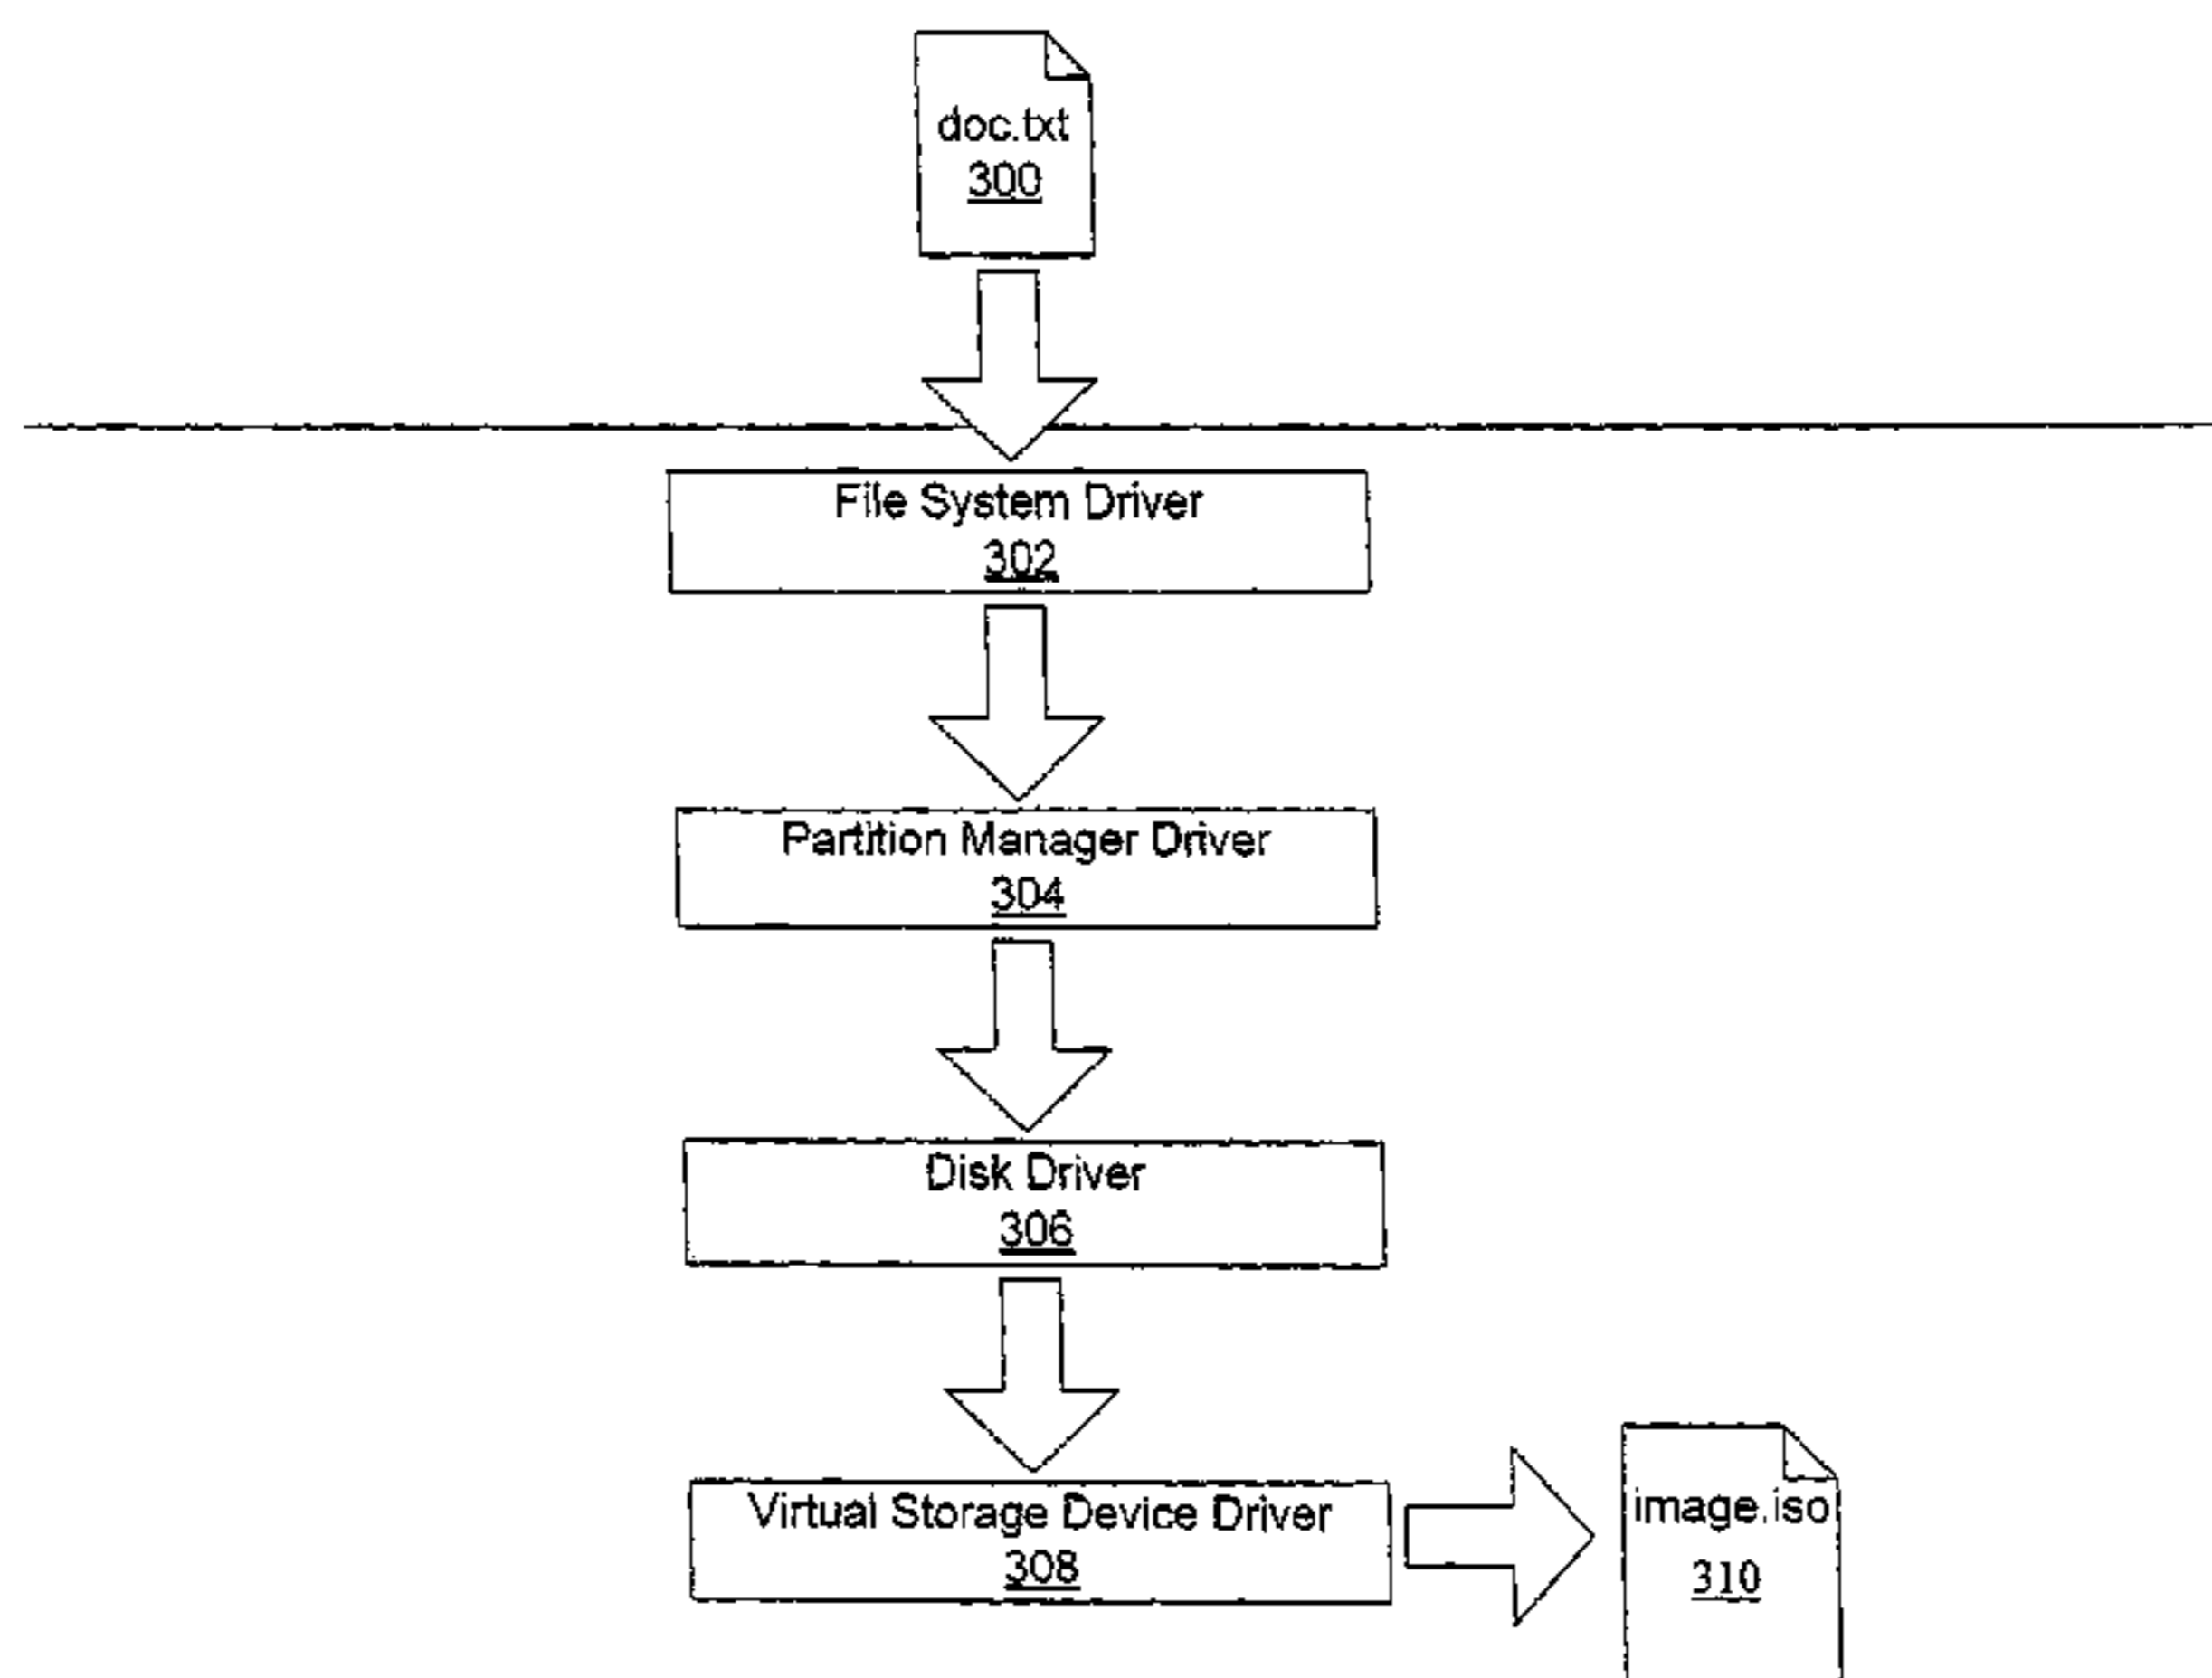 doc.txt
300
File System Driver
302
Partition Manager Driver
304
Disk Driver
306
Virtual Storage Device Driver
308
image.iso
310